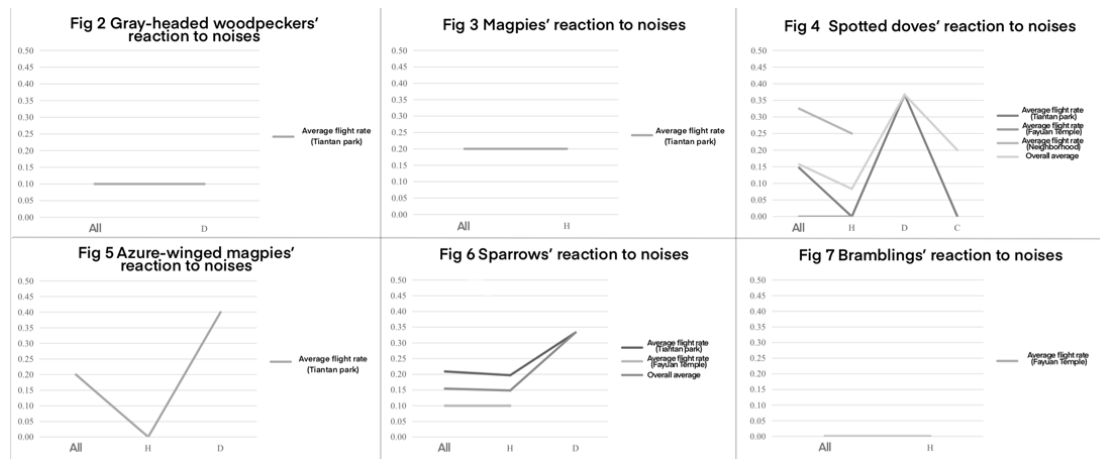 Fig 2 Gray-headed woodpeckers'
reaction to noises
0.50
0.45
0.40
0.35
0.30
0.25
0.20
0.15
0.10
0.05
0.00
All D
Average flight rate
(Tiantan park)
Fig 3 Magpies' reaction to noises
0.50
0.45
0.40
0.35
0.30
0.25
0.20
0.15
0.10
0.05
0.00
All H
Average flight rate
(Tiantan park)
Fig 4 Spotted doves' reaction to noises
0.50
0.45
0.40
0.35
0.30
0.25
0.20
0.15
0.10
0.05
0.00
All H D C
Average flight rate
(Tiantan park)
Average flight rate
(Fayuan Temple)
Average flight rate
(Neighborhood)
Overall average
Fig 5 Azure-winged magpies'
reaction to noises
0.50
0.45
0.40
0.35
0.30
0.25
0.20
0.15
0.10
0.05
0.00
All H D
Average flight rate
(Tiantan park)
Fig 6 Sparrows' reaction to noises
0.50
0.45
0.40
0.35
0.30
0.25
0.20
0.15
0.10
0.05
0.00
All H D
Average flight rate
(Tiantan park)
Average flight rate
(Fayuan Temple)
Overall average
Fig 7 Bramblings' reaction to noises
0.50
0.45
0.40
0.35
0.30
0.25
0.20
0.15
0.10
0.05
0.00
All H
Average flight rate
(Fayuan Temple)